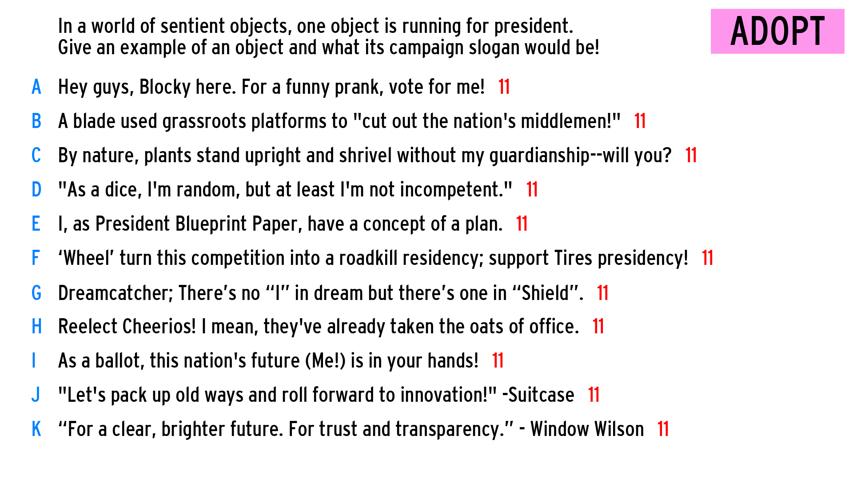 In a world of sentient objects, one object is running for president.
Give an example of an object and what its campaign slogan would be!
ADOPT
A Hey guys, Blocky here. For a funny prank, vote for me! 11
B A blade used grassroots platforms to "cut out the nation's middlemen!" 11
C By nature, plants stand upright and shrivel without my guardianship--will you? 11
D "As a dice, I'm random, but at least I'm not incompetent." 11
E I, as President Blueprint Paper, have a concept of a plan. 11
F ‘Wheel’ turn this competition into a roadkill residency; support Tires presidency! 11
G Dreamcatcher; There’s no “I” in dream but there’s one in “Shield”. 11
H Reelect Cheerios! I mean, they've already taken the oats of office. 11
I As a ballot, this nation's future (Me!) is in your hands! 11
J "Let's pack up old ways and roll forward to innovation!" -Suitcase 11
K “For a clear, brighter future. For trust and transparency.” - Window Wilson 11